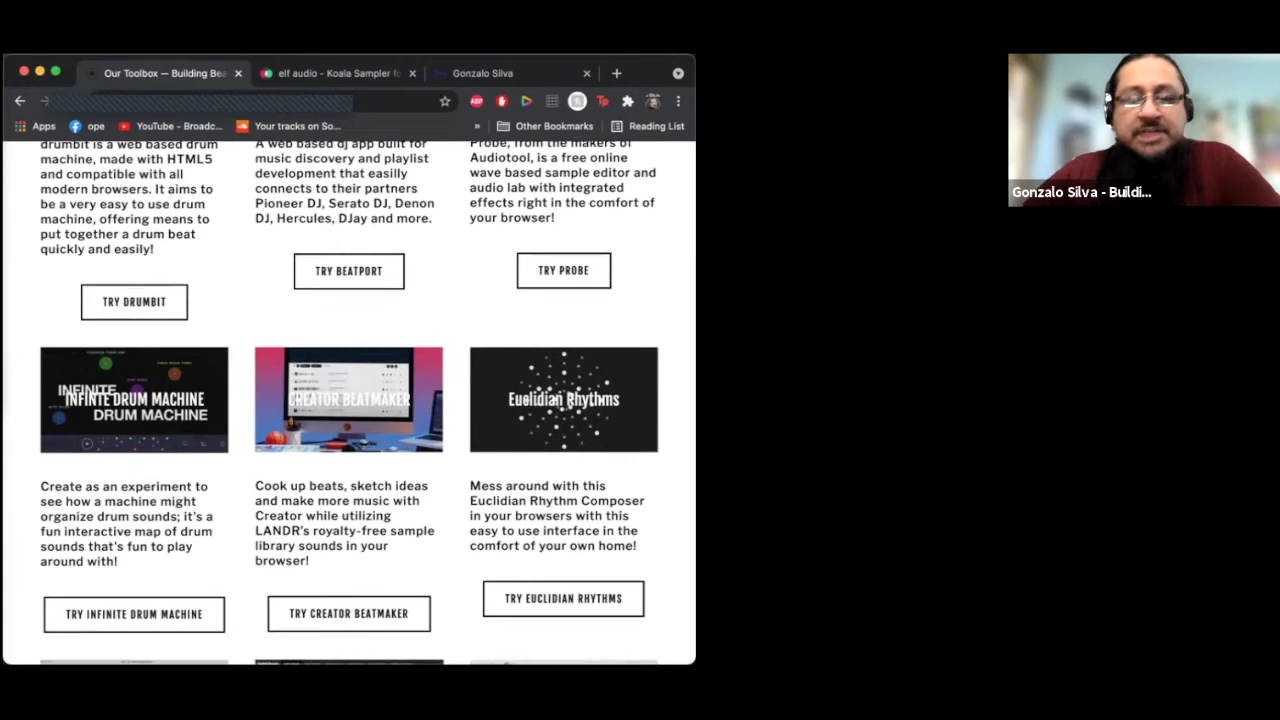 Our Toolbox — Building Bea
elf audio - Koala Sampler fo
Gonzalo Silva
Apps
ope
YouTube - Broadc...
Your tracks on So...
»
Other Bookmarks
Reading List
drumbit is a web based drum
machine, made with HTML5
and compatible with all
modern browsers. It aims to
be a very easy to use drum
machine, offering means to
put together a drum beat
quickly and easily!
TRY DRUMBIT
A web based dj app built for
music discovery and playlist
development that easilly
connects to their partners
Pioneer DJ, Serato DJ, Denon
DJ, Hercules, DJay and more.
TRY BEATPORT
Probe, from the makers of
Audiotool, is a free online
wave based sample editor and
audio lab with integrated
effects right in the comfort of
your browser!
TRY PROBE
INFINITE
INFINTE DRUM MACHINE
DRUM MACHINE
Create as an experiment to
see how a machine might
organize drum sounds; it's a
fun interactive map of drum
sounds that's fun to play
around with!
TRY INFINITE DRUM MACHINE
CREATOR BEATMAKER
Cook up beats, sketch ideas
and make more music with
Creator while utilizing
LANDR's royalty-free sample
library sounds in your
browser!
TRY CREATOR BEATMAKER
Euclidian Rhythms
Mess around with this
Euclidian Rhythm Composer
in your browsers with this
easy to use interface in the
comfort of your own home!
TRY EUCLIDIAN RHYTHMS
Gonzalo Silva - Buildi...